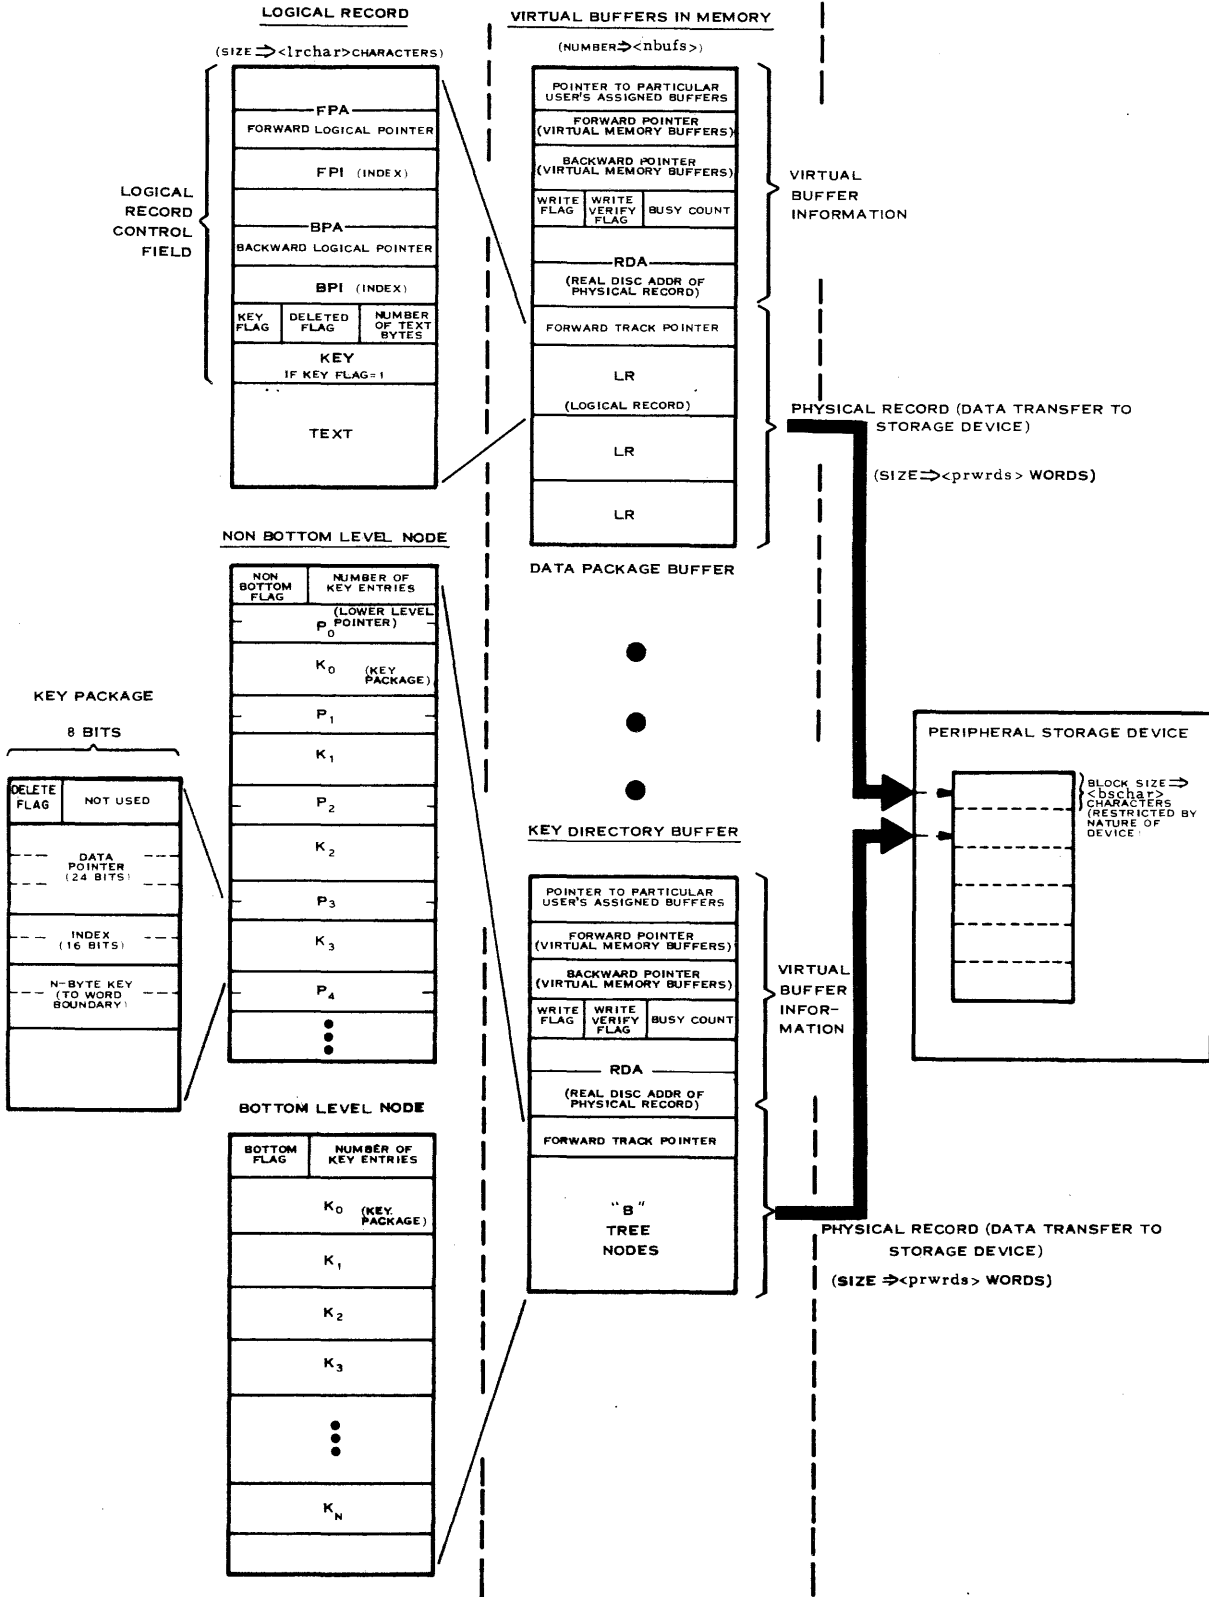 LOGICAL RECORD
(SIZE⇒<lrchar>CHARACTERS)
LOGICAL
RECORD
CONTROL
FIELD
FPA
FORWARD LOGICAL POINTER
FPI (INDEX)
BPA
BACKWARD LOGICAL POINTER
BPI (INDEX)
KEY
FLAG
DELETED
FLAG
NUMBER
OF TEXT
BYTES
KEY
IF KEY FLAG=1
TEXT
VIRTUAL BUFFERS IN MEMORY
(NUMBER⇒<nbufs>)
POINTER TO PARTICULAR
USER'S ASSIGNED BUFFERS
FORWARD POINTER
(VIRTUAL MEMORY BUFFERS)
BACKWARD POINTER
(VIRTUAL MEMORY BUFFERS)
WRITE
FLAG
WRITE
VERIFY
FLAG
BUSY COUNT
RDA
(REAL DISC ADDR OF
PHYSICAL RECORD)
FORWARD TRACK POINTER
LR
(LOGICAL RECORD)
LR
LR
DATA PACKAGE BUFFER
VIRTUAL
BUFFER
INFORMATION
PHYSICAL RECORD (DATA TRANSFER TO
STORAGE DEVICE)
(SIZE⇒<prwrds> WORDS)
NON BOTTOM LEVEL NODE
NON
BOTTOM
FLAG
NUMBER OF
KEY ENTRIES
P0 (LOWER LEVEL
POINTER)
K0 (KEY
PACKAGE)
P1
K1
P2
K2
P3
K3
P4
KEY PACKAGE
8 BITS
DELETE
FLAG
NOT USED
DATA
POINTER
(24 BITS)
INDEX
(16 BITS)
N-BYTE KEY
(TO WORD
BOUNDARY)
BOTTOM LEVEL NODE
BOTTOM
FLAG
NUMBER OF
KEY ENTRIES
K0 (KEY
PACKAGE)
K1
K2
K3
KN
KEY DIRECTORY BUFFER
POINTER TO PARTICULAR
USER'S ASSIGNED BUFFERS
FORWARD POINTER
(VIRTUAL MEMORY BUFFERS)
BACKWARD POINTER
(VIRTUAL MEMORY BUFFERS)
WRITE
FLAG
WRITE
VERIFY
FLAG
BUSY COUNT
RDA
(REAL DISC ADDR OF
PHYSICAL RECORD)
FORWARD TRACK POINTER
"B"
TREE
NODES
VIRTUAL
BUFFER
INFOR-
MATION
PHYSICAL RECORD (DATA TRANSFER TO
STORAGE DEVICE)
(SIZE ⇒<prwrds> WORDS)
PERIPHERAL STORAGE DEVICE
BLOCK SIZE ⇒
<bschar>
CHARACTERS
(RESTRICTED BY
NATURE OF
DEVICE)